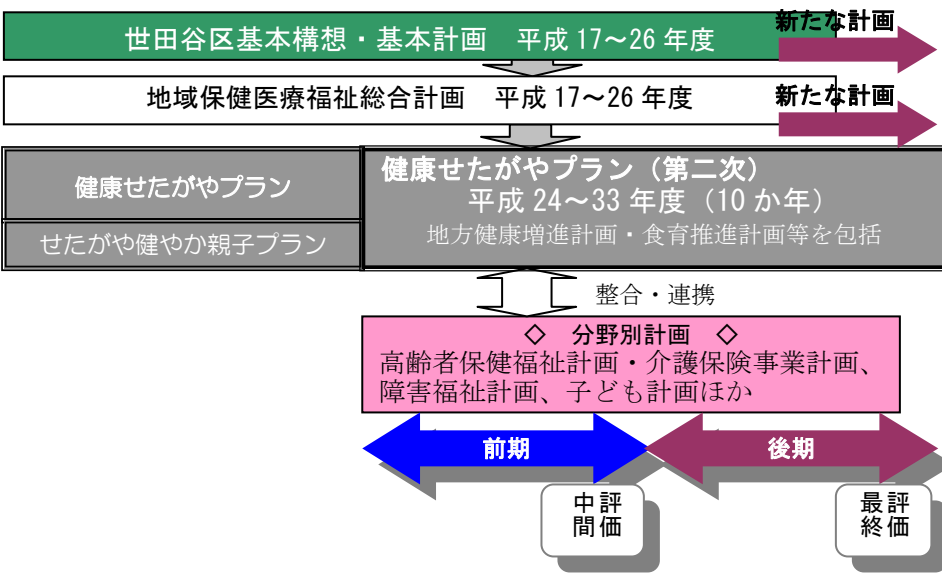 世田谷区基本構想・基本計画　平成 17～26 年度
新たな計画
地域保健医療福祉総合計画　平成 17～26 年度
新たな計画
健康せたがやプラン
せたがや健やか親子プラン
健康せたがやプラン（第二次）
平成 24～33 年度（10 か年）
地方健康増進計画・食育推進計画等を包括
整合・連携
◇　分野別計画　◇
高齢者保健福祉計画・介護保険事業計画、
障害福祉計画、子ども計画ほか
前期
後期
中間
評価
最終
評価